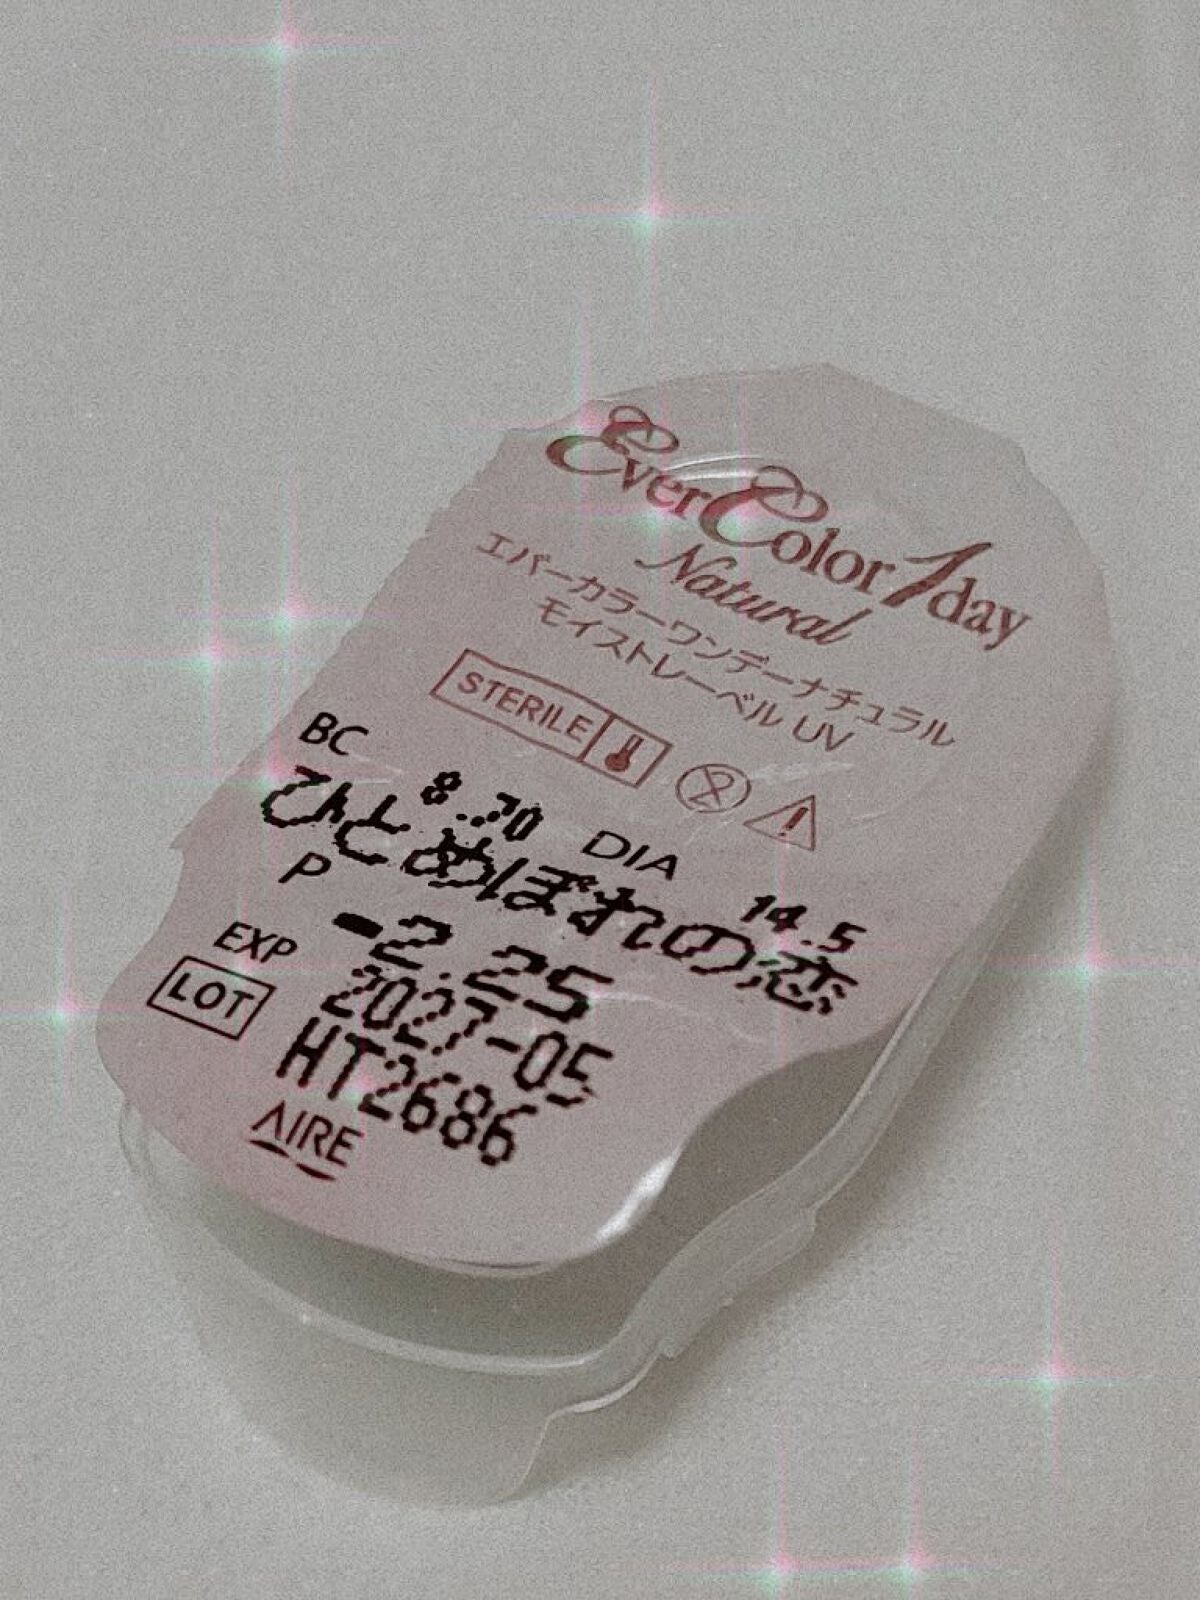 EverColor1day
Natural
エバーカラーワンデーナチュラル
モイストレーベル UV
STERILE
BC 8.70 DIA 14.5
ひとめぼれの恋
P -2.25
EXP 2027-05
LOT HT2686
AIRE